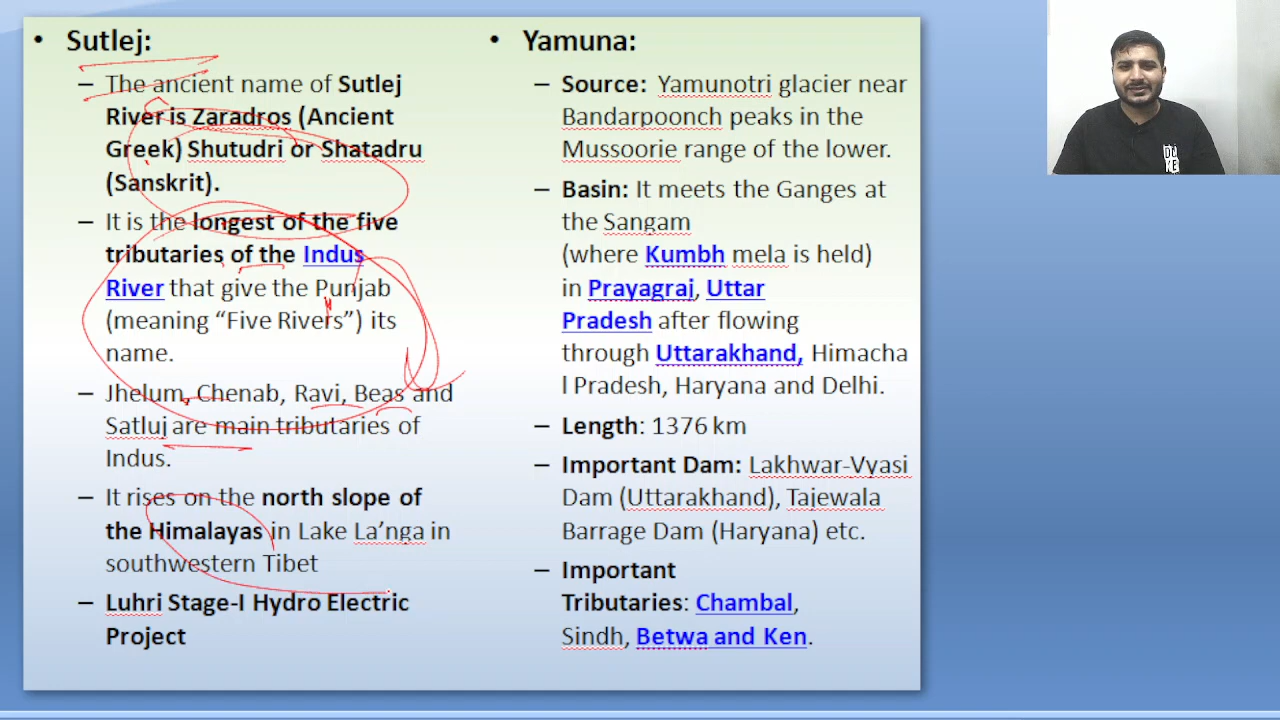 • Sutlej:
– The ancient name of Sutlej
River is Zaradros (Ancient
Greek) Shutudri or Shatadru
(Sanskrit).
– It is the longest of the five
tributaries of the Indus
River that give the Punjab
(meaning “Five Rivers”) its
name.
– Jhelum, Chenab, Ravi, Beas and
Satluj are main tributaries of
Indus.
– It rises on the north slope of
the Himalayas in Lake La’nga in
southwestern Tibet
– Luhri Stage-I Hydro Electric
Project
• Yamuna:
– Source: Yamunotri glacier near
Bandarpoonch peaks in the
Mussoorie range of the lower.
– Basin: It meets the Ganges at
the Sangam
(where Kumbh mela is held)
in Prayagraj, Uttar
Pradesh after flowing
through Uttarakhand, Himacha
l Pradesh, Haryana and Delhi.
– Length: 1376 km
– Important Dam: Lakhwar-Vyasi
Dam (Uttarakhand), Tajewala
Barrage Dam (Haryana) etc.
– Important
Tributaries: Chambal,
Sindh, Betwa and Ken.